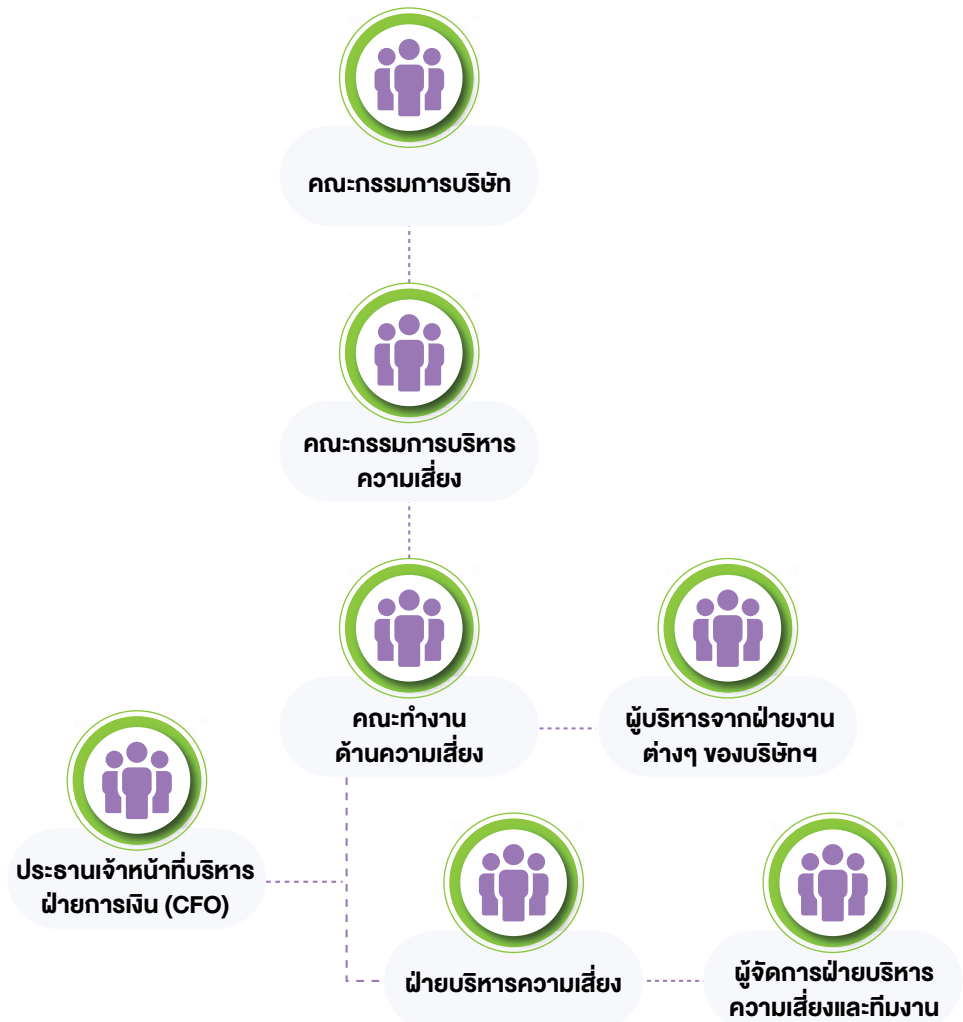 คณะกรรมการบริษัท
คณะกรรมการบริหาร
ความเสี่ยง
คณะทำงาน
ด้านความเสี่ยง
ผู้บริหารจากฝ่ายงาน
ต่างๆ ของบริษัทฯ
ประธานเจ้าหน้าที่บริหาร
ฝ่ายการเงิน (CFO)
ฝ่ายบริหารความเสี่ยง
ผู้จัดการฝ่ายบริหาร
ความเสี่ยงและทีมงาน